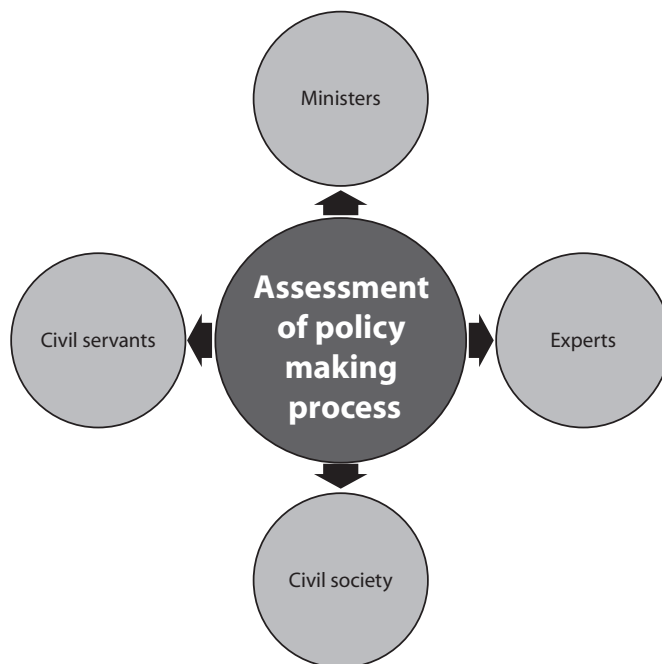 Ministers
Civil servants
Assessment
of policy
making
process
Experts
Civil society